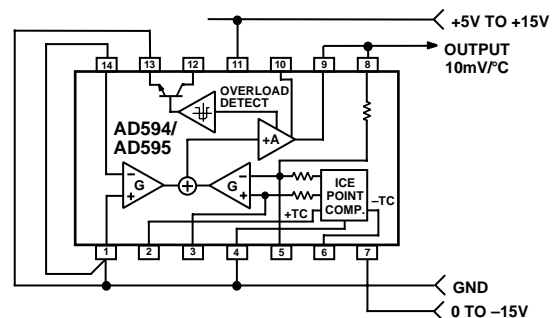 +5V TO +15V
OUTPUT
10mV/°C
14 13 12 11 10 9 8
OVERLOAD
DETECT
AD594/
AD595
+A
–
G
+
+
–
G
+
ICE
POINT
COMP.
–TC
+TC
1 2 3 4 5 6 7
GND
0 TO –15V